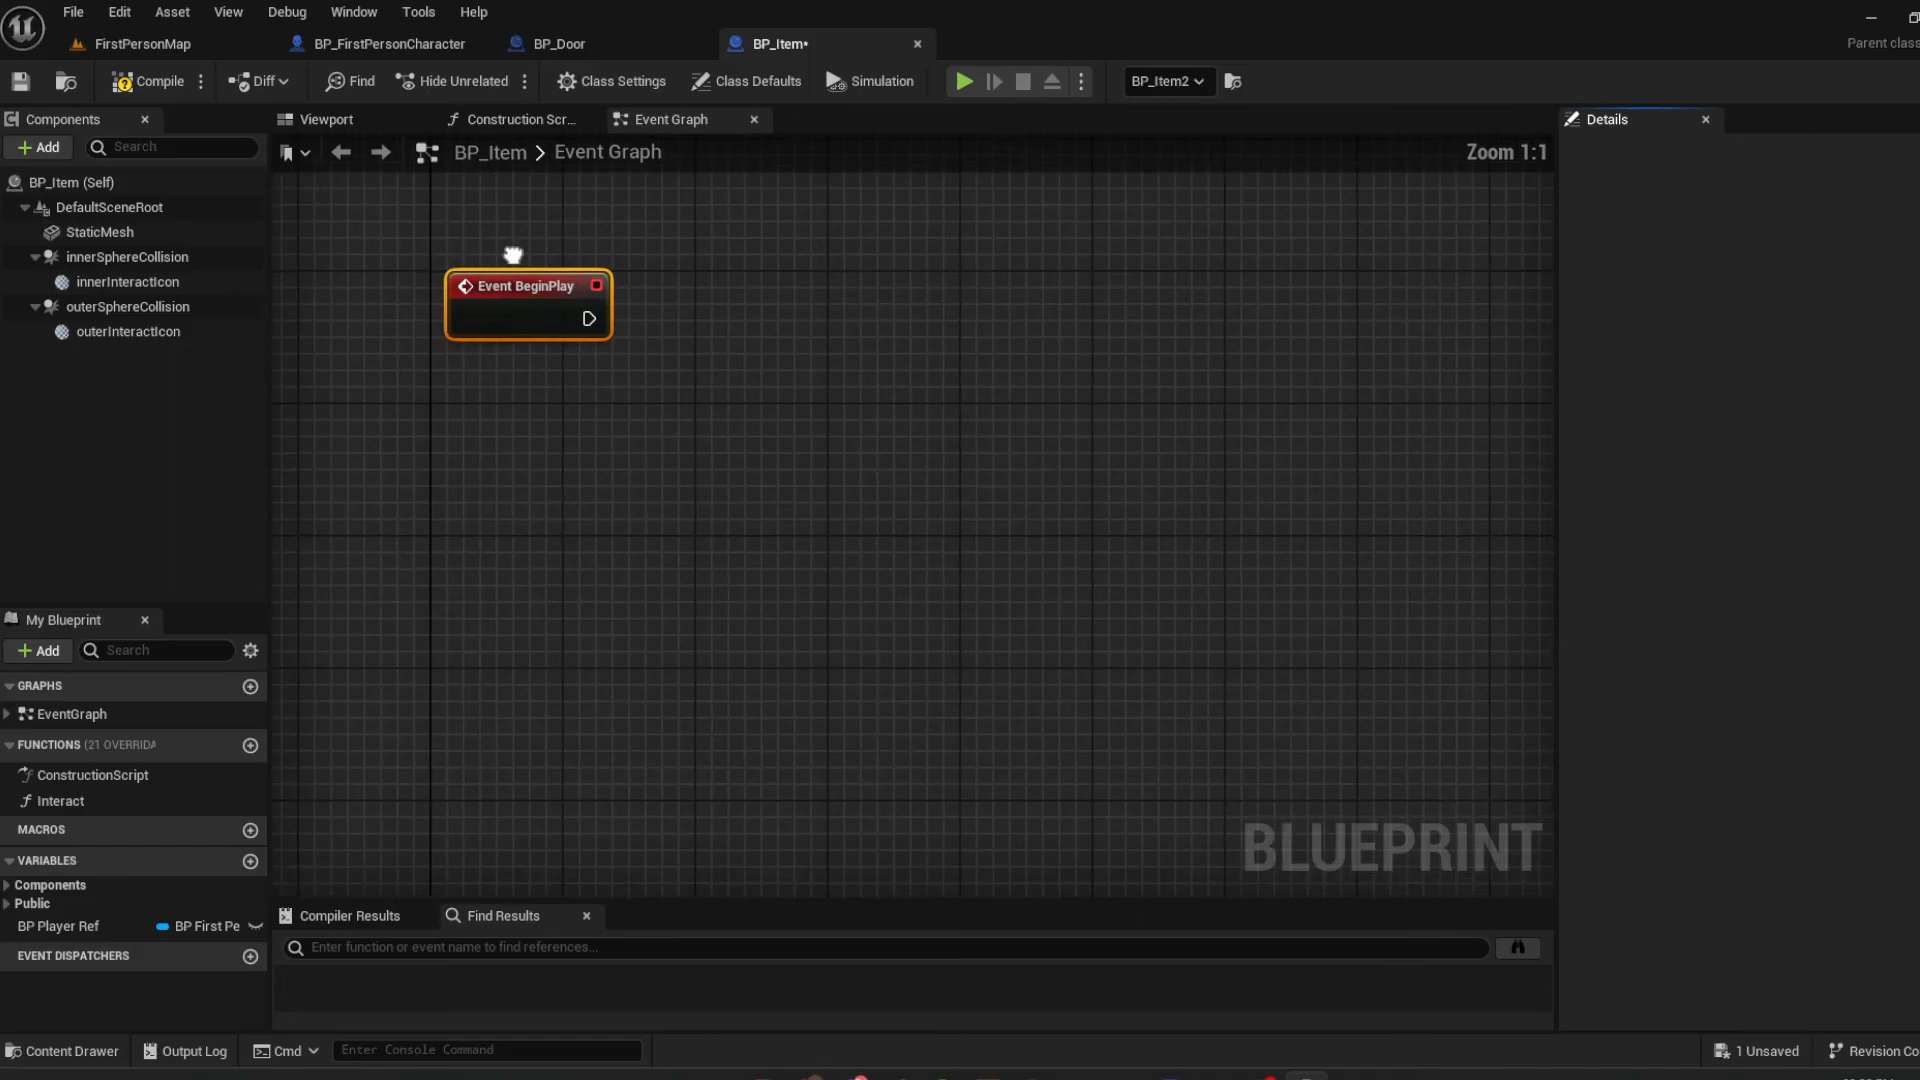 File Edit Asset View Debug Window Tools Help
FirstPersonMap BP_FirstPersonCharacter BP_Door BP_Item*
Parent class
Compile Diff Find Hide Unrelated Class Settings Class Defaults Simulation BP_Item2
Components Viewport Construction Scr... Event Graph Details
Add Search
BP_Item > Event Graph Zoom 1:1
BP_Item (Self)
DefaultSceneRoot
StaticMesh
innerSphereCollision
innerInteractIcon
outerSphereCollision
outerInteractIcon
Event BeginPlay
My Blueprint
Add Search
GRAPHS
EventGraph
FUNCTIONS (21 OVERRIDA
ConstructionScript
Interact
MACROS
VARIABLES
Components
Public
BP Player Ref BP First Pe
EVENT DISPATCHERS
BLUEPRINT
Compiler Results Find Results
Enter function or event name to find references...
Content Drawer Output Log Cmd Enter Console Command 1 Unsaved Revision Co